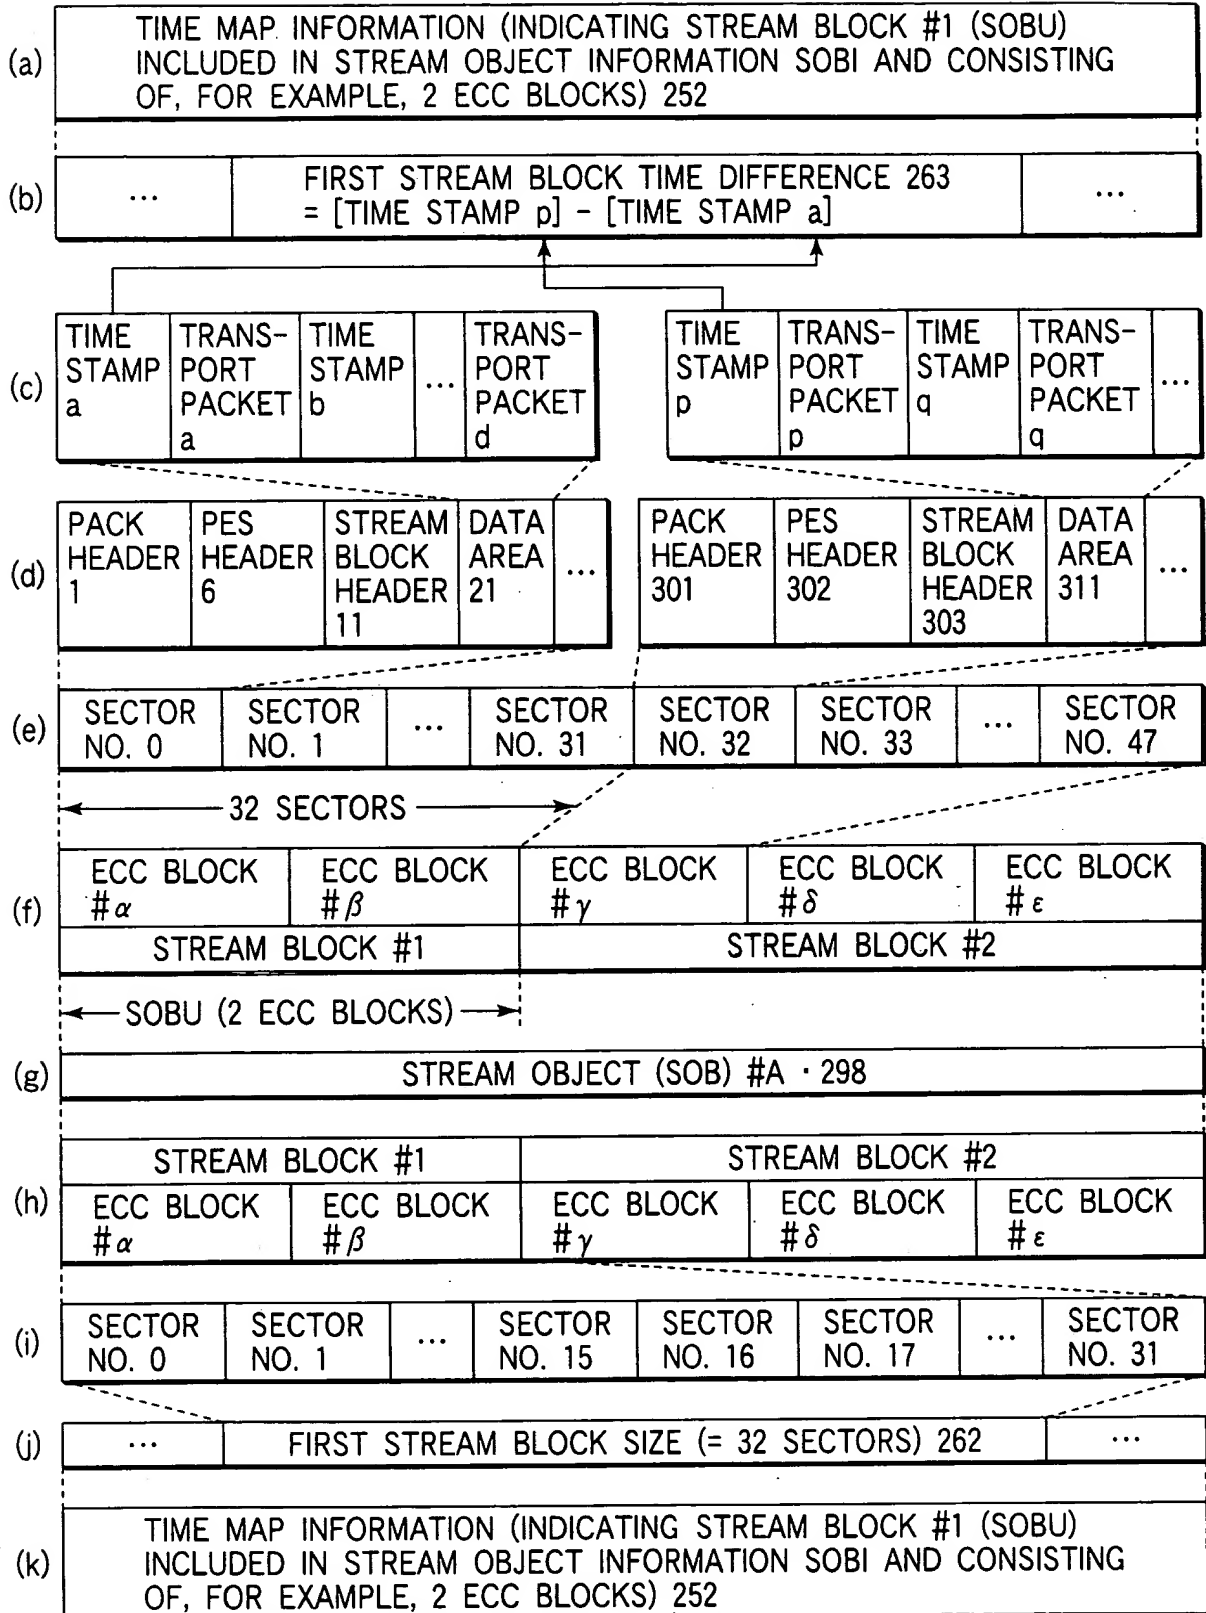 (a)
TIME MAP INFORMATION (INDICATING STREAM BLOCK #1 (SOBU)
INCLUDED IN STREAM OBJECT INFORMATION SOBI AND CONSISTING
OF, FOR EXAMPLE, 2 ECC BLOCKS) 252
(b)
...
FIRST STREAM BLOCK TIME DIFFERENCE 263
= [TIME STAMP p] - [TIME STAMP a]
...
(c)
TIME
STAMP
a
TRANS-
PORT
PACKET
a
TIME
STAMP
b
...
TRANS-
PORT
PACKET
d
TIME
STAMP
p
TRANS-
PORT
PACKET
p
TIME
STAMP
q
TRANS-
PORT
PACKET
q
...
(d)
PACK
HEADER
1
PES
HEADER
6
STREAM
BLOCK
HEADER
11
DATA
AREA
21
...
PACK
HEADER
301
PES
HEADER
302
STREAM
BLOCK
HEADER
303
DATA
AREA
311
...
(e)
SECTOR
NO. 0
SECTOR
NO. 1
...
SECTOR
NO. 31
SECTOR
NO. 32
SECTOR
NO. 33
...
SECTOR
NO. 47
32 SECTORS
(f)
ECC BLOCK
#α
ECC BLOCK
#β
ECC BLOCK
#γ
ECC BLOCK
#δ
ECC BLOCK
#ε
STREAM BLOCK #1
STREAM BLOCK #2
SOBU (2 ECC BLOCKS)
(g)
STREAM OBJECT (SOB) #A · 298
(h)
STREAM BLOCK #1
STREAM BLOCK #2
ECC BLOCK
#α
ECC BLOCK
#β
ECC BLOCK
#γ
ECC BLOCK
#δ
ECC BLOCK
#ε
(i)
SECTOR
NO. 0
SECTOR
NO. 1
...
SECTOR
NO. 15
SECTOR
NO. 16
SECTOR
NO. 17
...
SECTOR
NO. 31
(j)
...
FIRST STREAM BLOCK SIZE (= 32 SECTORS) 262
...
(k)
TIME MAP INFORMATION (INDICATING STREAM BLOCK #1 (SOBU)
INCLUDED IN STREAM OBJECT INFORMATION SOBI AND CONSISTING
OF, FOR EXAMPLE, 2 ECC BLOCKS) 252